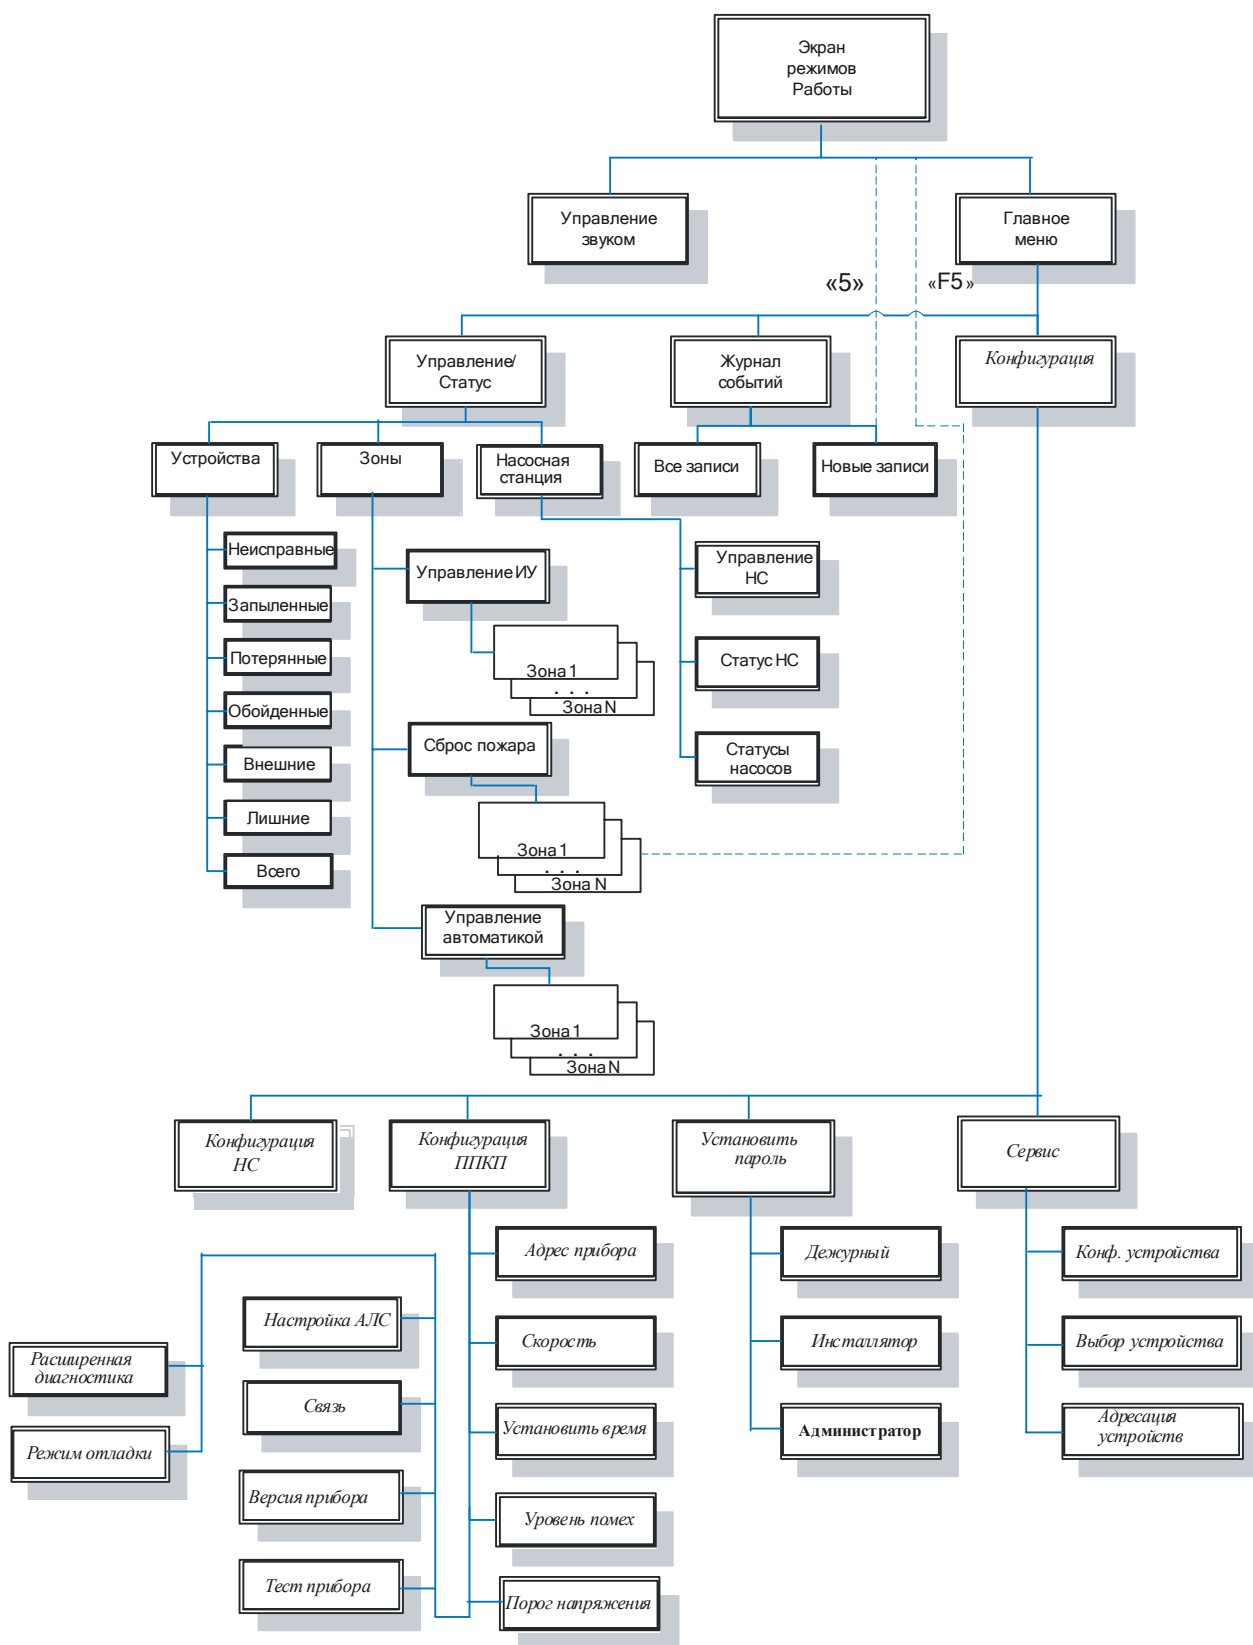 Экран
режимов
Работы
Управление
звуком
Главное
меню
«5»
«F5»
Управление/
Статус
Журнал
событий
Конфигурация
Устройства
Зоны
Насосная
станция
Все записи
Новые записи
Неисправные
Запыленные
Потерянные
Обойденные
Внешние
Лишние
Всего
Управление ИУ
Зона 1
. . .
Зона N
Сброс пожара
Зона 1
. . .
Зона N
Управление
автоматикой
Зона 1
. . .
Зона N
Управление
НС
Статус НС
Статусы
насосов
Конфигурация
НС
Конфигурация
ППКП
Установить
пароль
Сервис
Адрес прибора
Скорость
Установить время
Уровень помех
Порог напряжения
Настройка АЛС
Связь
Версия прибора
Тест прибора
Расширенная
диагностика
Режим отладки
Дежурный
Инсталлятор
Администратор
Конф. устройства
Выбор устройства
Адресация
устройств